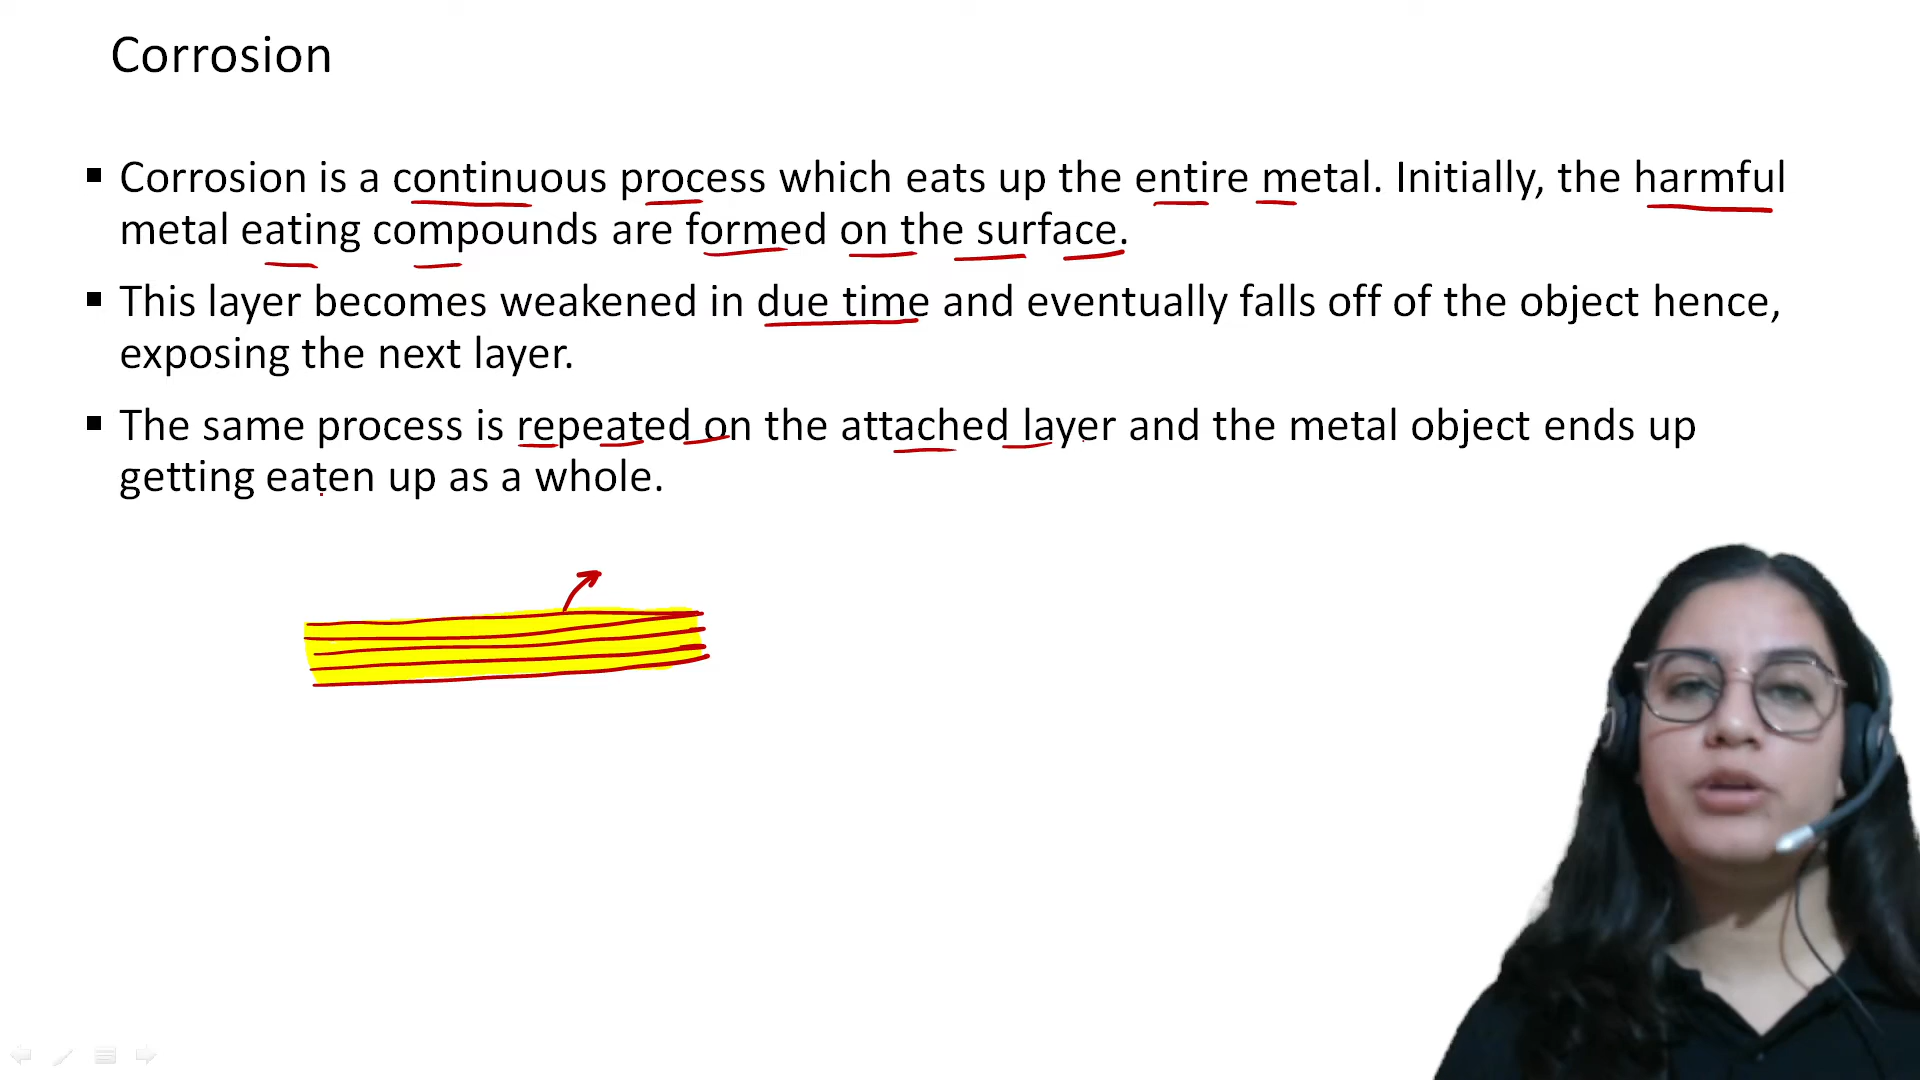 Corrosion
▪ Corrosion is a continuous process which eats up the entire metal. Initially, the harmful
metal eating compounds are formed on the surface.
▪ This layer becomes weakened in due time and eventually falls off of the object hence,
exposing the next layer.
▪ The same process is repeated on the attached layer and the metal object ends up
getting eaten up as a whole.